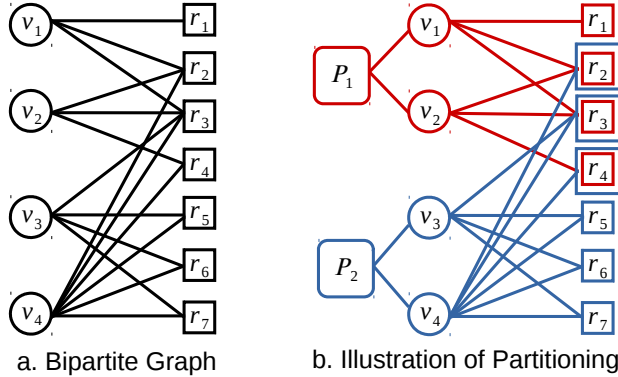 v₁ r₁
r₂
v₂ r₃
r₄
v₃ r₅
r₆
v₄ r₇
a. Bipartite Graph
v₁ r₁
P₁ r₂
v₂ r₃
r₄
v₃ r₅
P₂ r₆
v₄ r₇
b. Illustration of Partitioning